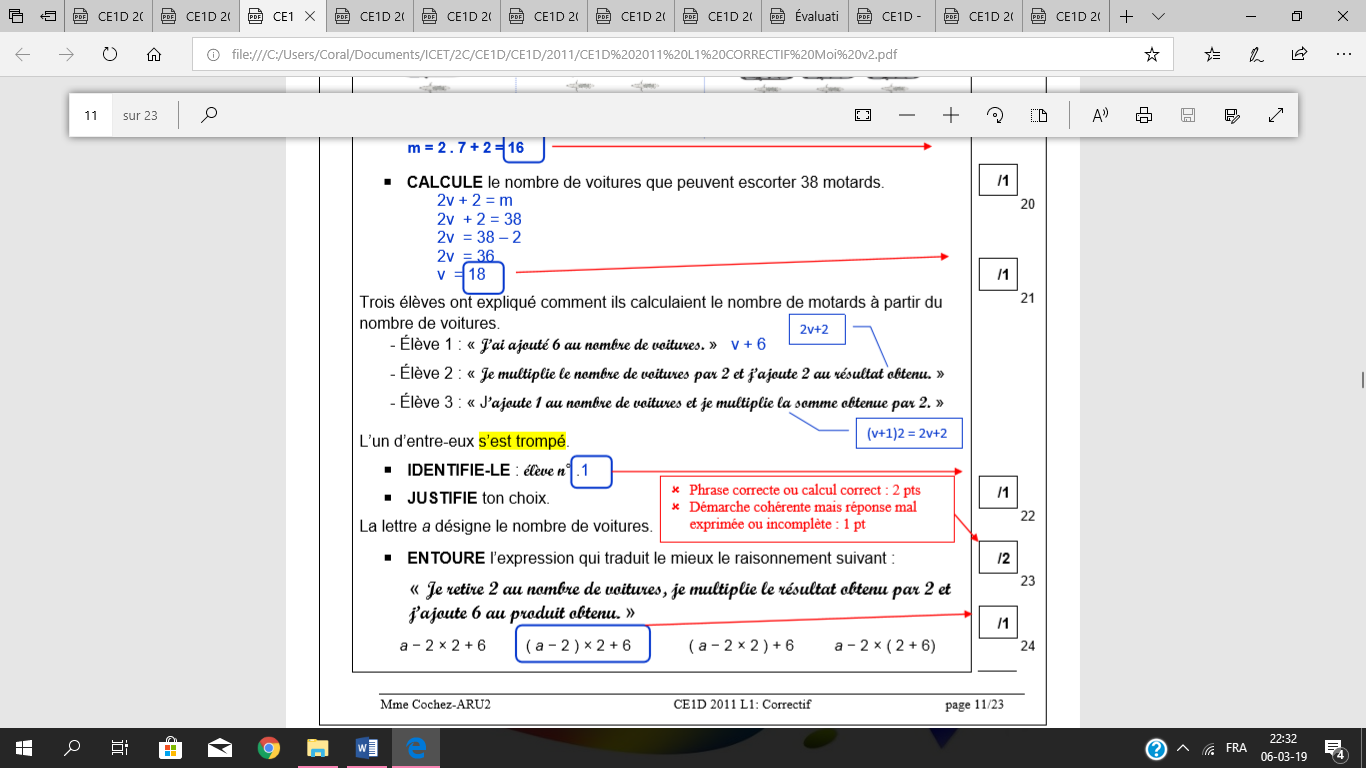 CE1D 20
CE1D 20
CE1
CE1D 20
CE1D 20
CE1D 20
CE1D 20
CE1D 20
Évaluati
CE1D -
CE1D 20
CE1D 20
file:///C:/Users/Coral/Documents/ICET/2C/CE1D/CE1D/2011/CE1D%202011%20L1%20CORRECTIF%20Moi%20v2.pdf
11 sur 23
m = 2 . 7 + 2 = 16
▪ CALCULE le nombre de voitures que peuvent escorter 38 motards.
/1
20
2v + 2 = m
2v + 2 = 38
2v = 38 – 2
2v = 36
v = 18
/1
21
Trois élèves ont expliqué comment ils calculaient le nombre de motards à partir du
nombre de voitures.
2v+2
- Élève 1 : « J'ai ajouté 6 au nombre de voitures. » v + 6
- Élève 2 : « Je multiplie le nombre de voitures par 2 et j'ajoute 2 au résultat obtenu. »
- Élève 3 : « J'ajoute 1 au nombre de voitures et je multiplie la somme obtenue par 2. »
(v+1)2 = 2v+2
L'un d'entre-eux s'est trompé.
▪ IDENTIFIE-LE : élève n° .1
/1
22
▪ JUSTIFIE ton choix.
× Phrase correcte ou calcul correct : 2 pts
× Démarche cohérente mais réponse mal
exprimée ou incomplète : 1 pt
La lettre a désigne le nombre de voitures.
/2
23
▪ ENTOURE l'expression qui traduit le mieux le raisonnement suivant :
« Je retire 2 au nombre de voitures, je multiplie le résultat obtenu par 2 et
j'ajoute 6 au produit obtenu. »
/1
24
a – 2 × 2 + 6 ( a – 2 ) × 2 + 6 ( a – 2 × 2 ) + 6 a – 2 × ( 2 + 6)
Mme Cochez-ARU2 CE1D 2011 L1: Correctif page 11/23
FRA
22:32
06-03-19
4